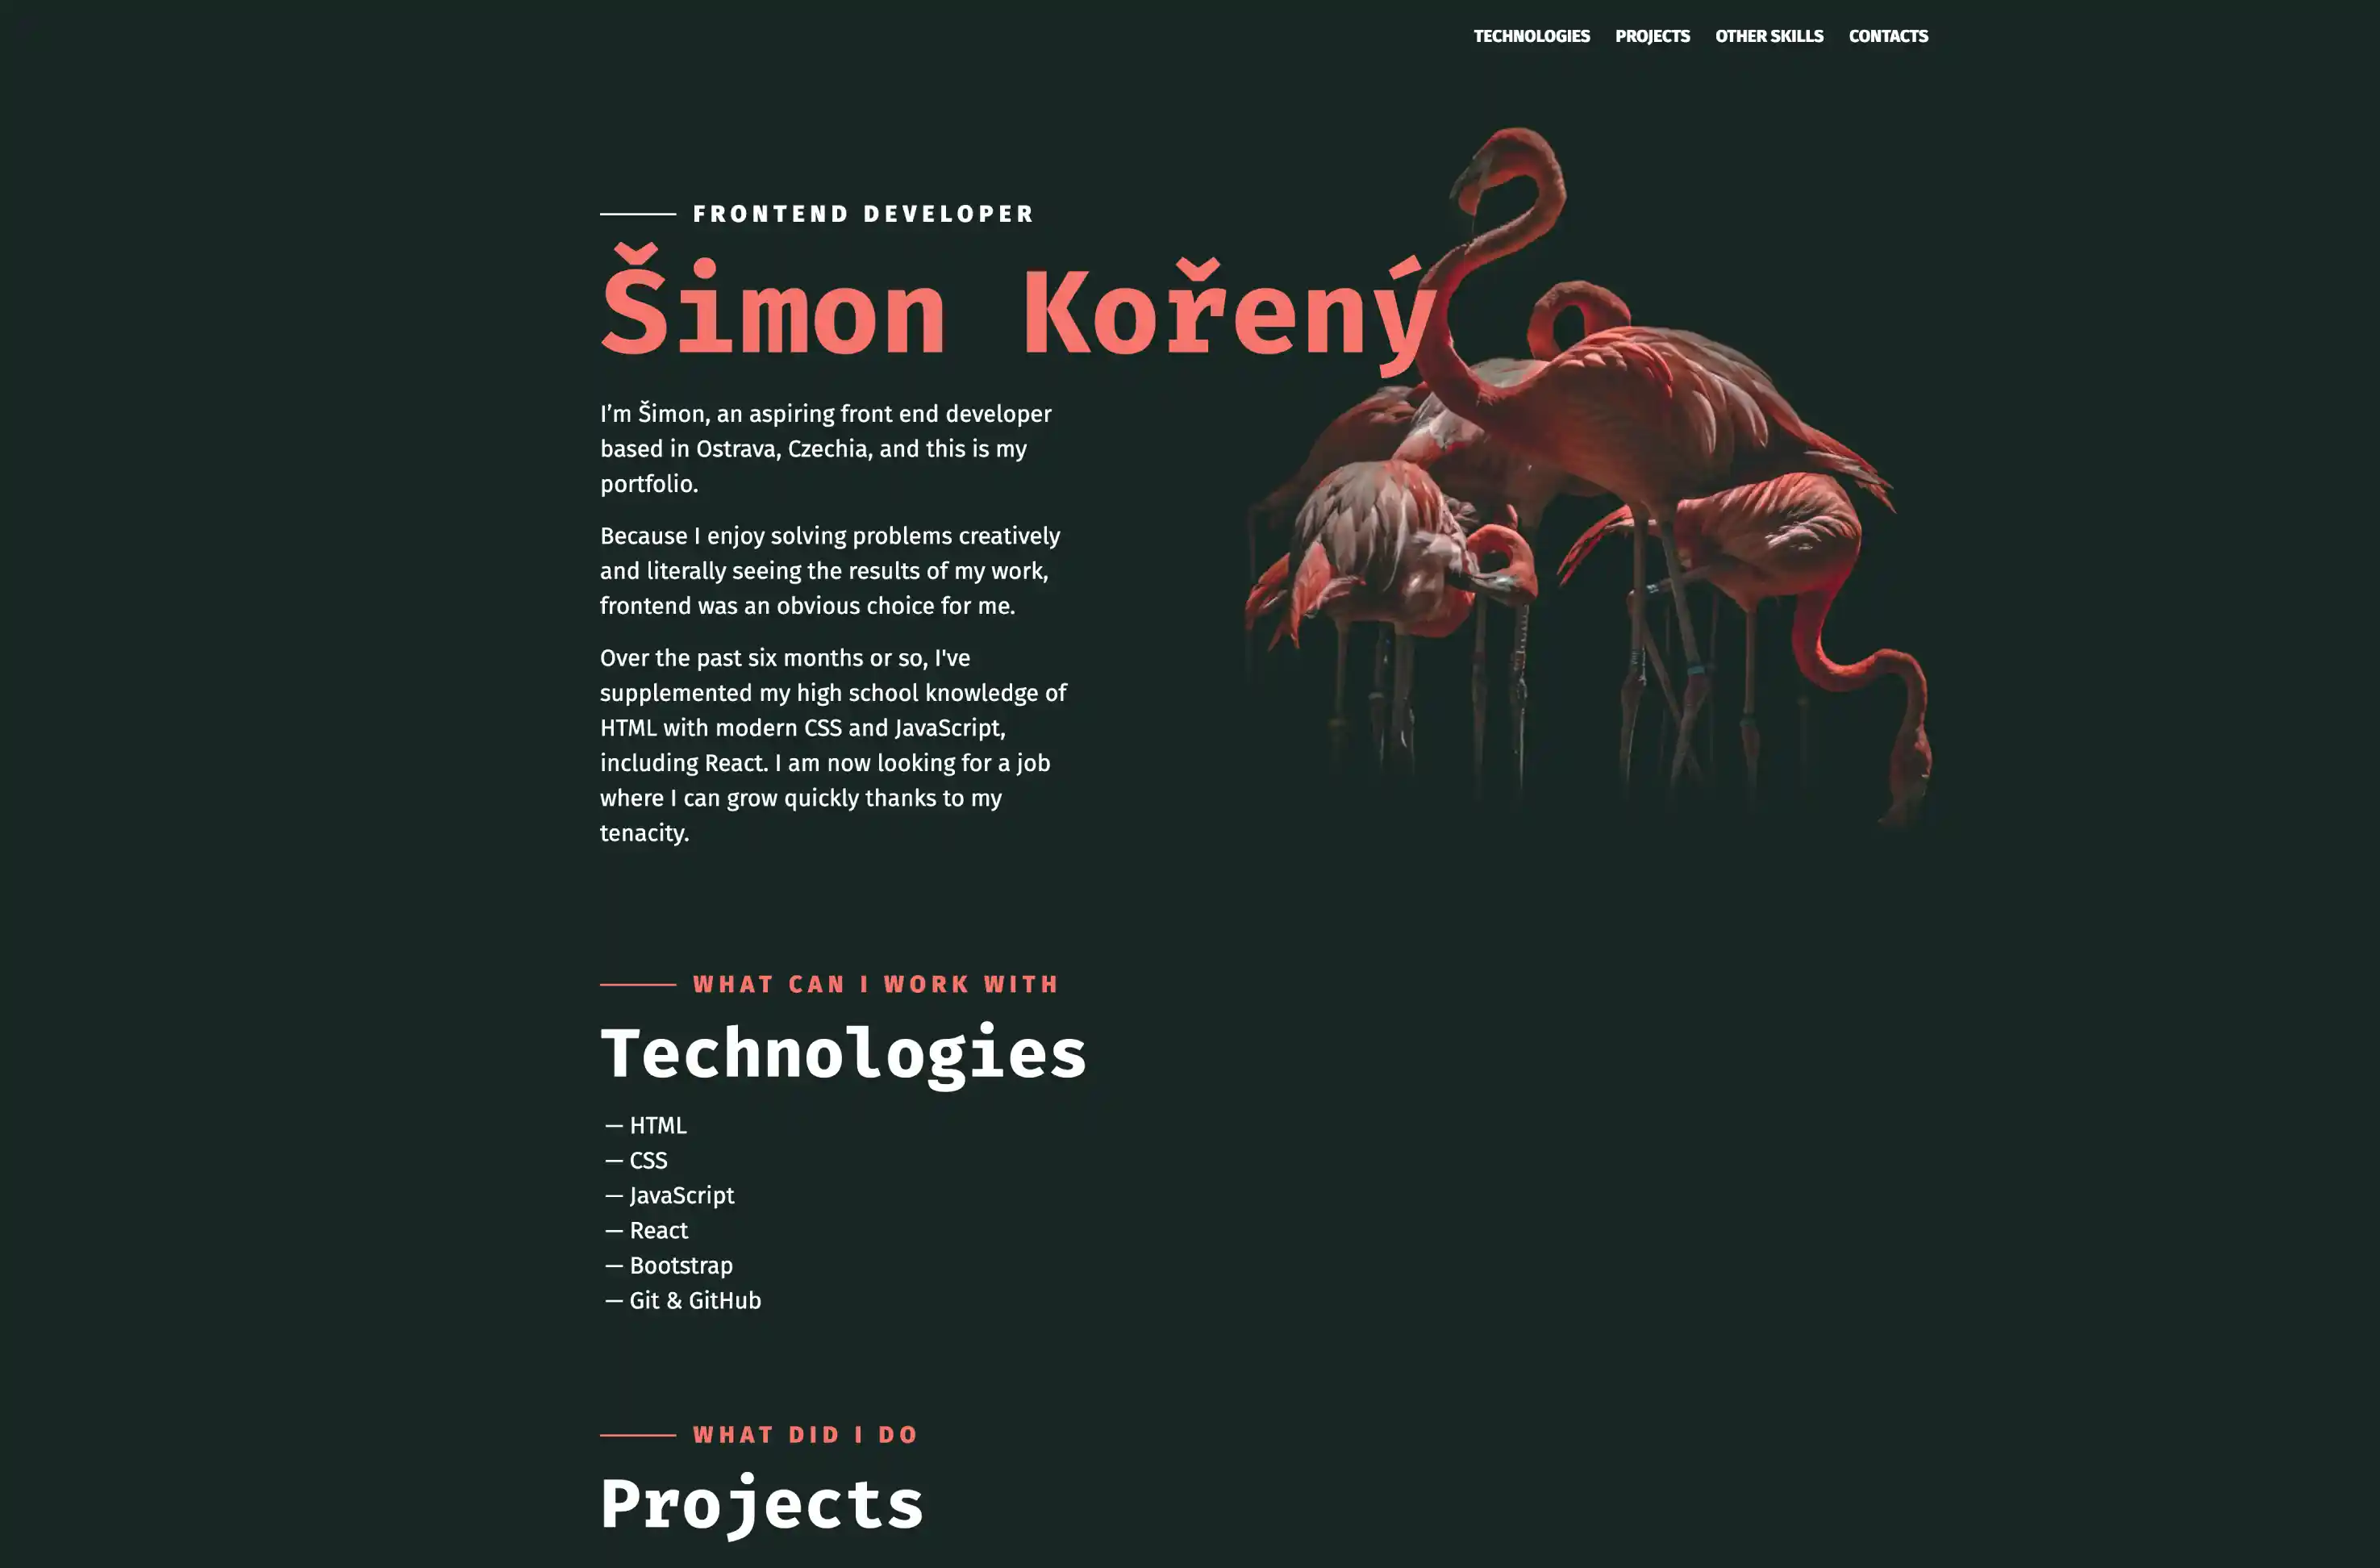 TECHNOLOGIES PROJECTS OTHER SKILLS CONTACTS
FRONTEND DEVELOPER
Šimon Kořený
I’m Šimon, an aspiring front end developer
based in Ostrava, Czechia, and this is my
portfolio.
Because I enjoy solving problems creatively
and literally seeing the results of my work,
frontend was an obvious choice for me.
Over the past six months or so, I've
supplemented my high school knowledge of
HTML with modern CSS and JavaScript,
including React. I am now looking for a job
where I can grow quickly thanks to my
tenacity.
WHAT CAN I WORK WITH
Technologies
— HTML
— CSS
— JavaScript
— React
— Bootstrap
— Git & GitHub
WHAT DID I DO
Projects